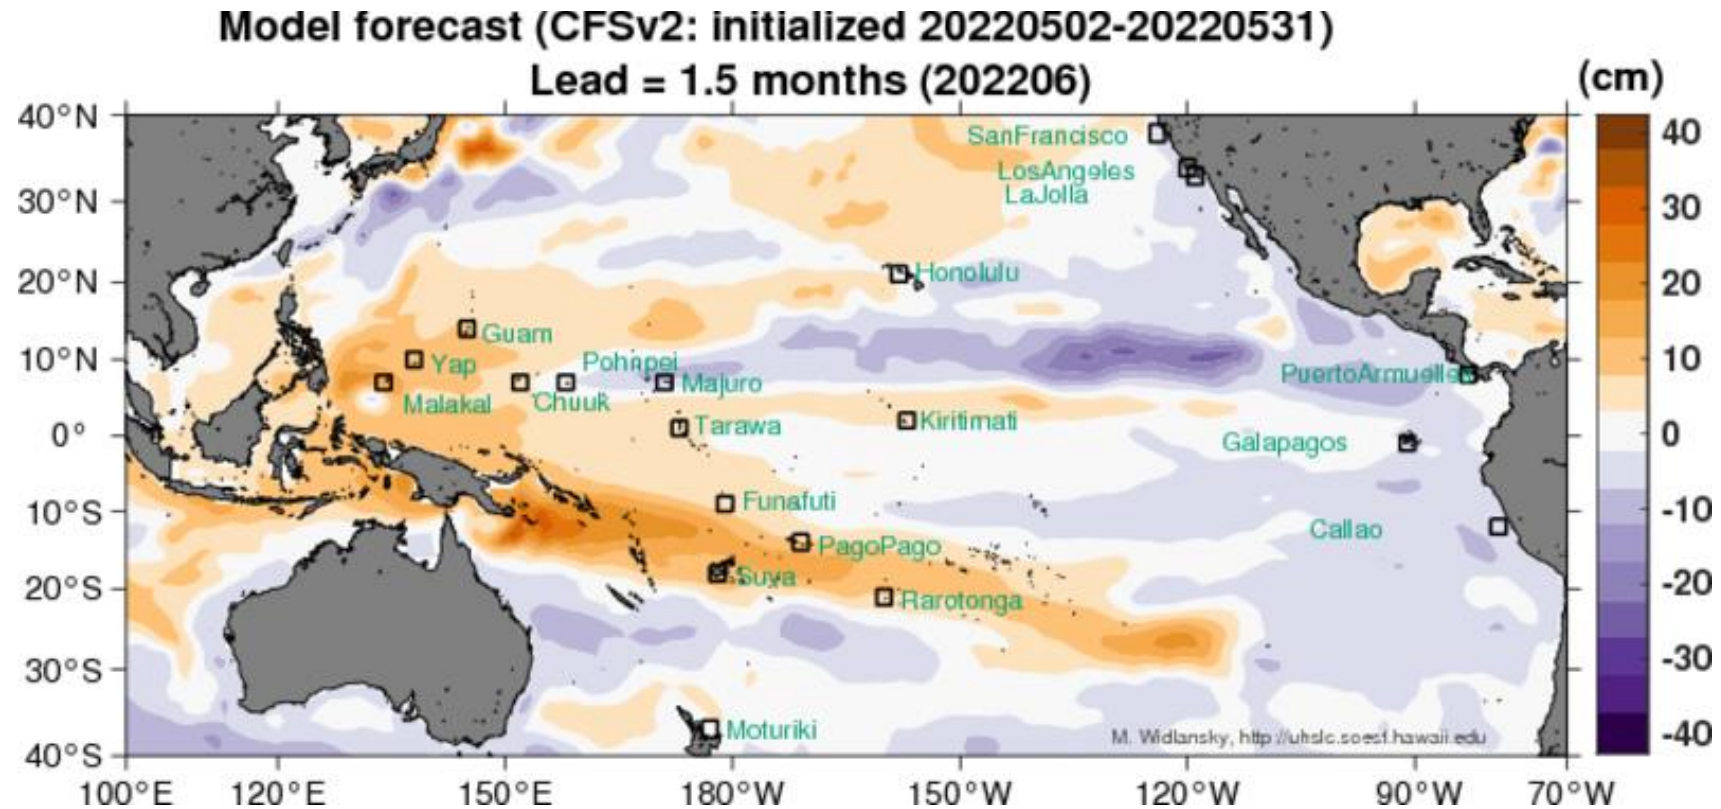 Model forecast (CFSv2: initialized 20220502-20220531)
Lead = 1.5 months (202206)
(cm)
40°N
30°N
20°N
10°N
0°
10°S
20°S
30°S
40°S
SanFrancisco
LosAngeles
LaJolla
Honolulu
Guam
Yap
Pohnpei
Malakal
Chuuk
Majuro
PuertoArmuelles
Tarawa
Kiritimati
Galapagos
Funafuti
Callao
PagoPago
Suva
Rarotonga
Moturiki
M. Widlansky, http://uhslc.soest.hawaii.edu
100°E 120°E 150°E 180°W 150°W 120°W 90°W 70°W
40
30
20
10
0
-10
-20
-30
-40